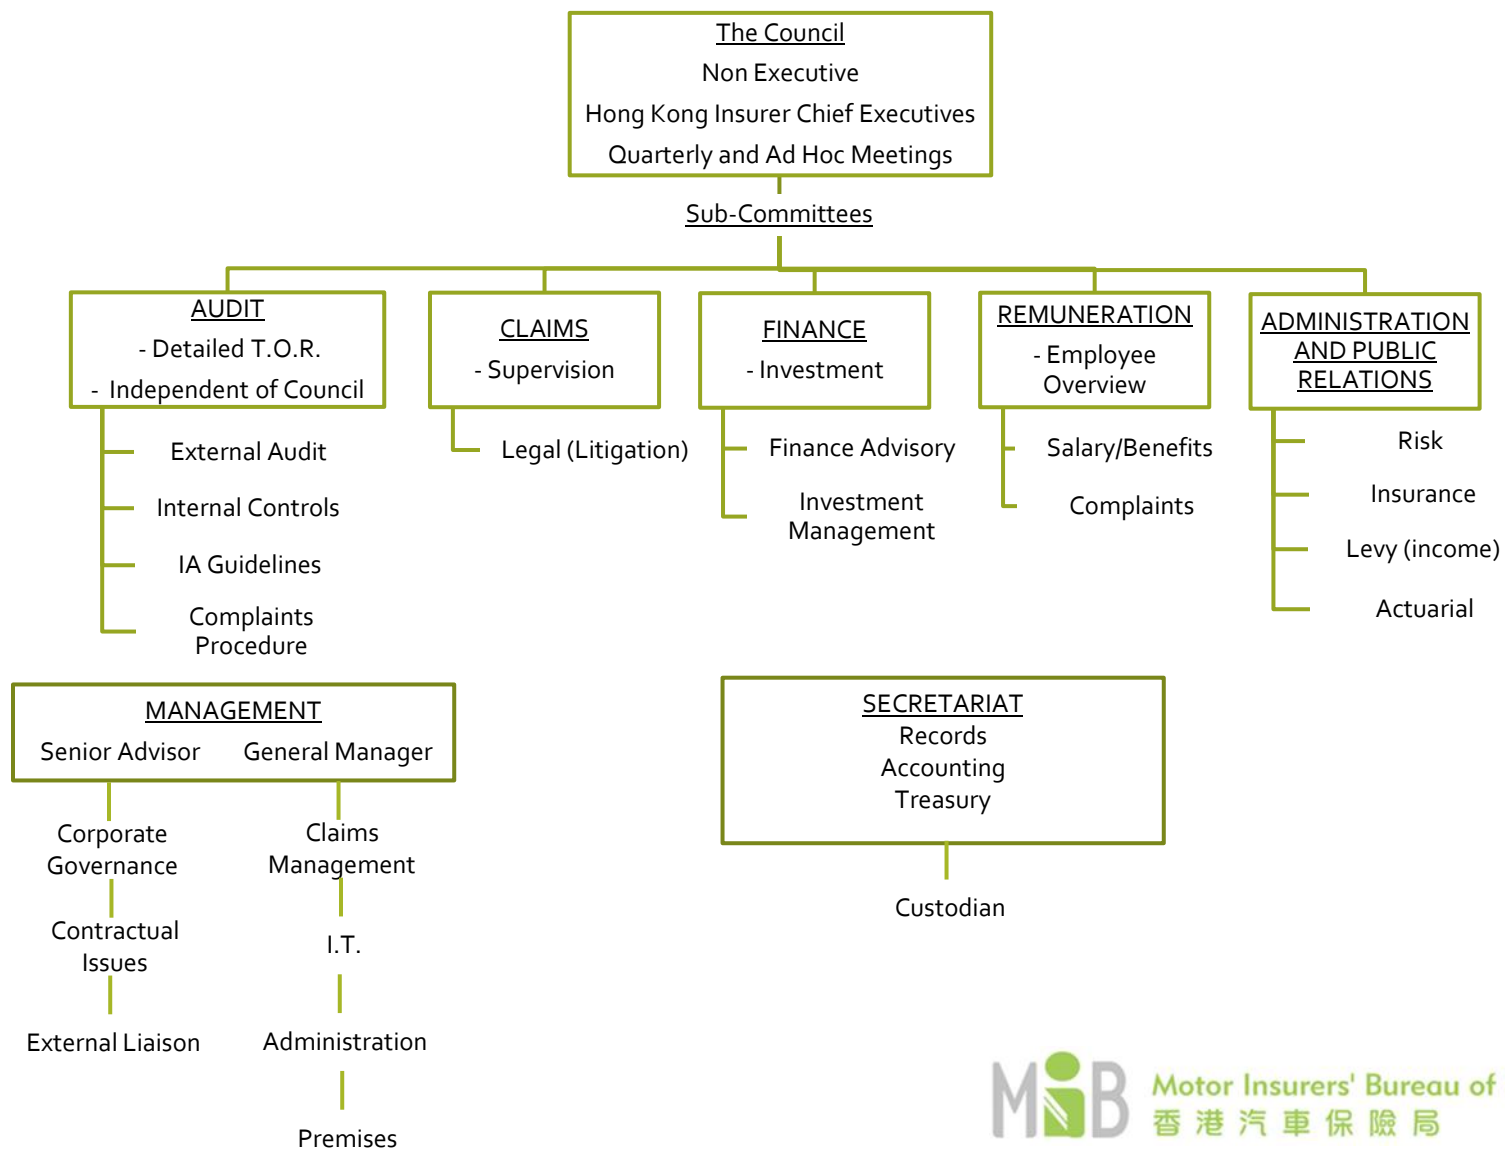 The Council
Non Executive
Hong Kong Insurer Chief Executives
Quarterly and Ad Hoc Meetings
Sub-Committees
AUDIT
- Detailed T.O.R.
- Independent of Council
External Audit
Internal Controls
IA Guidelines
Complaints
Procedure
CLAIMS
- Supervision
Legal (Litigation)
FINANCE
- Investment
Finance Advisory
Investment
Management
REMUNERATION
- Employee
Overview
Salary/Benefits
Complaints
ADMINISTRATION
AND PUBLIC
RELATIONS
Risk
Insurance
Levy (income)
Actuarial
MANAGEMENT
Senior Advisor
Corporate
Governance
Contractual
Issues
External Liaison
General Manager
Claims
Management
I.T.
Administration
Premises
SECRETARIAT
Records
Accounting
Treasury
Custodian
MiB
Motor Insurers' Bureau of
香港汽車保險局